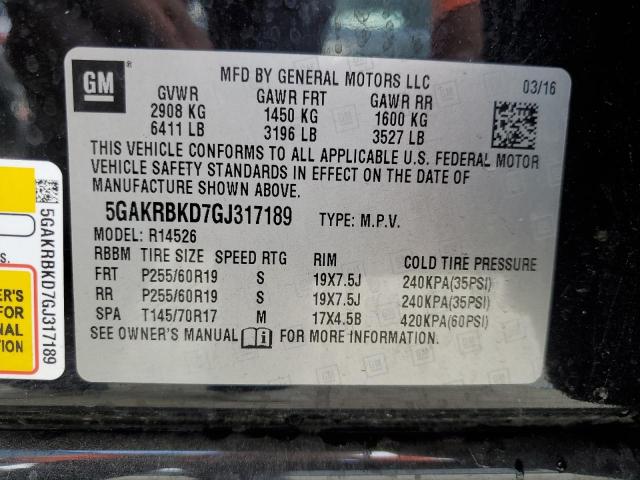 GM
MFD BY GENERAL MOTORS LLC
03/16
GVWR GAWR FRT GAWR RR
2908 KG 1450 KG 1600 KG
6411 LB 3196 LB 3527 LB
THIS VEHICLE CONFORMS TO ALL APPLICABLE U.S. FEDERAL MOTOR
VEHICLE SAFETY STANDARDS IN EFFECT ON THE DATE OF
MANUFACTURE SHOWN ABOVE.
5GAKRBKD7GJ317189 TYPE: M.P.V.
MODEL: R14526
RBBM TIRE SIZE SPEED RTG RIM COLD TIRE PRESSURE
FRT P255/60R19 S 19X7.5J 240KPA(35PSI)
RR P255/60R19 S 19X7.5J 240KPA(35PSI)
SPA T145/70R17 M 17X4.5B 420KPA(60PSI)
SEE OWNER'S MANUAL FOR MORE INFORMATION.
5GAKRBKD7GJ317189